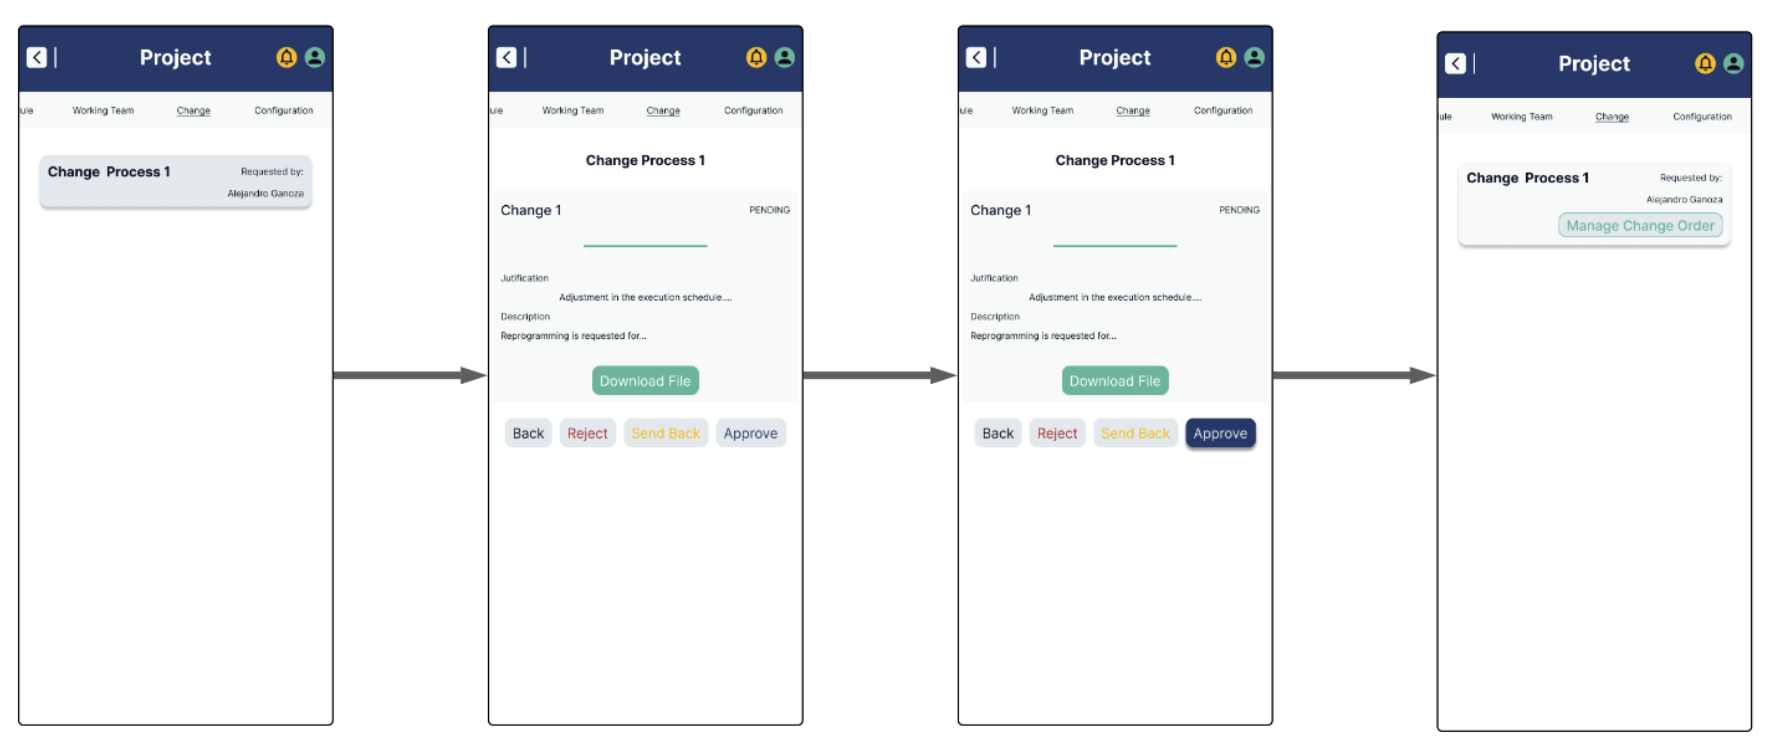 Project
ule Working Team Change Configuration
Change Process 1 Requested by:
Alejandro Ganoza
Project
ule Working Team Change Configuration
Change Process 1
Change 1 PENDING
Jutification
Adjustment in the execution schedule....
Description
Reprogramming is requested for...
Download File
Back Reject Send Back Approve
Project
ule Working Team Change Configuration
Change Process 1
Change 1 PENDING
Jutification
Adjustment in the execution schedule....
Description
Reprogramming is requested for...
Download File
Back Reject Send Back Approve
Project
ule Working Team Change Configuration
Change Process 1 Requested by:
Alejandro Ganoza
Manage Change Order